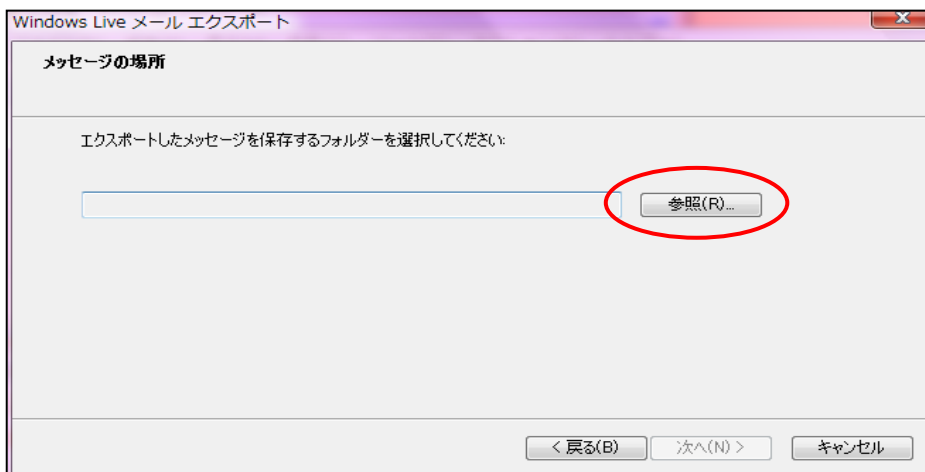 Windows Live メール エクスポート
メッセージの場所
エクスポートしたメッセージを保存するフォルダーを選択してください:
参照(R)...
< 戻る(B)
次へ(N) >
キャンセル